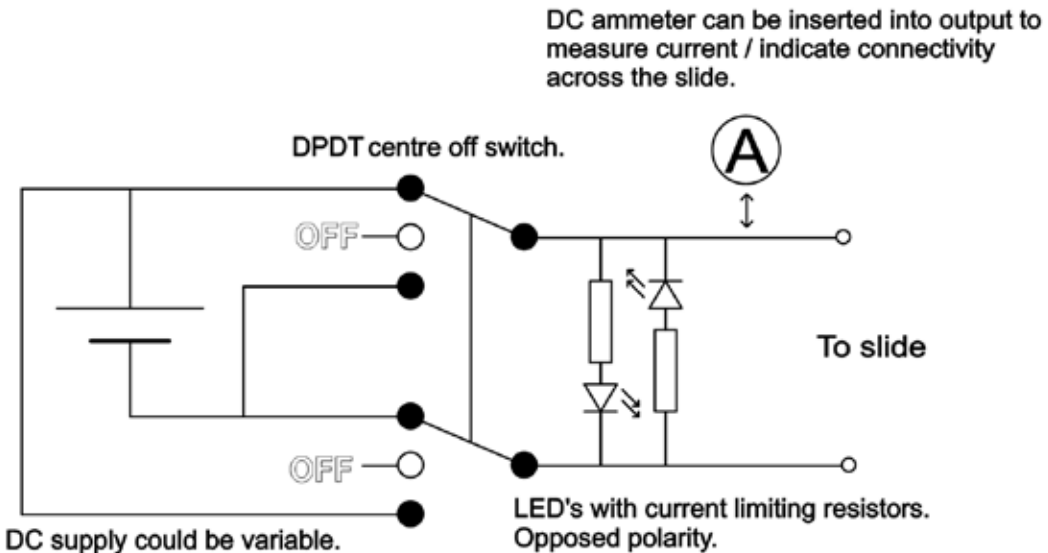 DC ammeter can be inserted into output to
measure current / indicate connectivity
across the slide.
A
DPDT centre off switch.
OFF
To slide
OFF
LED's with current limiting resistors.
Opposed polarity.
DC supply could be variable.